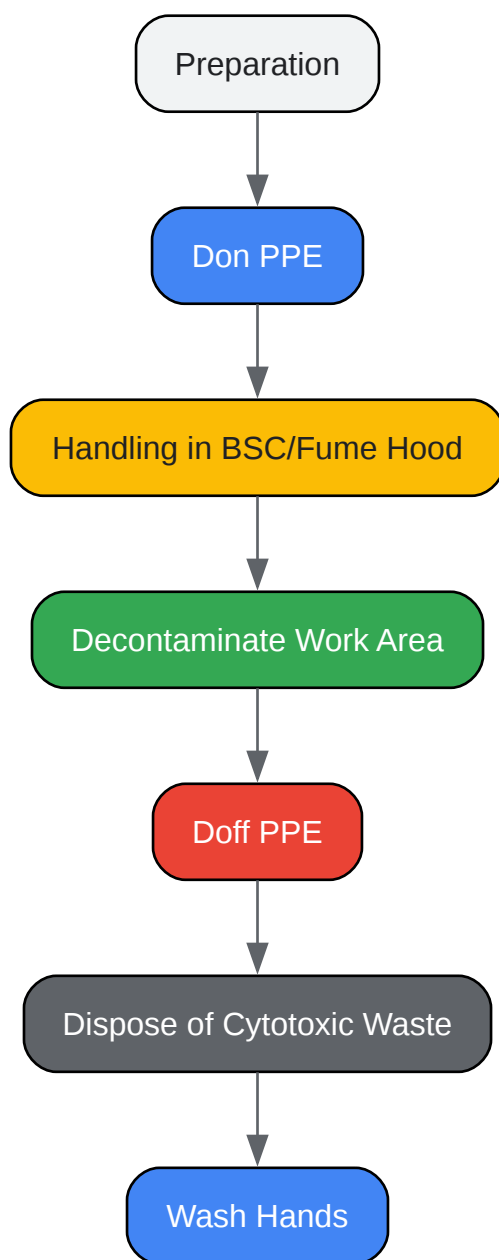 Preparation
Don PPE
Handling in BSC/Fume Hood
Decontaminate Work Area
Doff PPE
Dispose of Cytotoxic Waste
Wash Hands